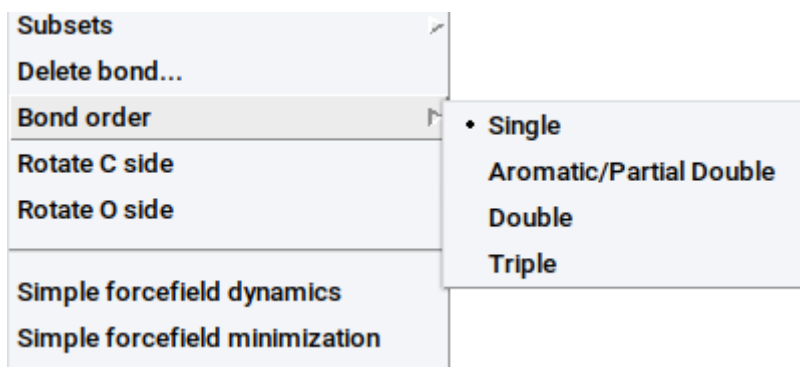 Subsets
Delete bond...
Bond order
Rotate C side
Rotate O side
Simple forcefield dynamics
Simple forcefield minimization
Single
Aromatic/Partial Double
Double
Triple